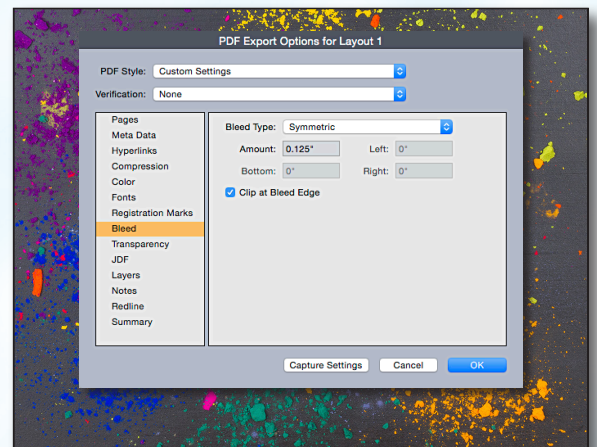 PDF Export Options for Layout 1
PDF Style: Custom Settings
Verification: None
Pages
Meta Data
Hyperlinks
Compression
Color
Fonts
Registration Marks
Bleed
Transparency
JDF
Layers
Notes
Redline
Summary
Bleed Type: Symmetric
Amount: 0.125" Left: 0"
Bottom: 0" Right: 0"
Clip at Bleed Edge
Capture Settings Cancel OK